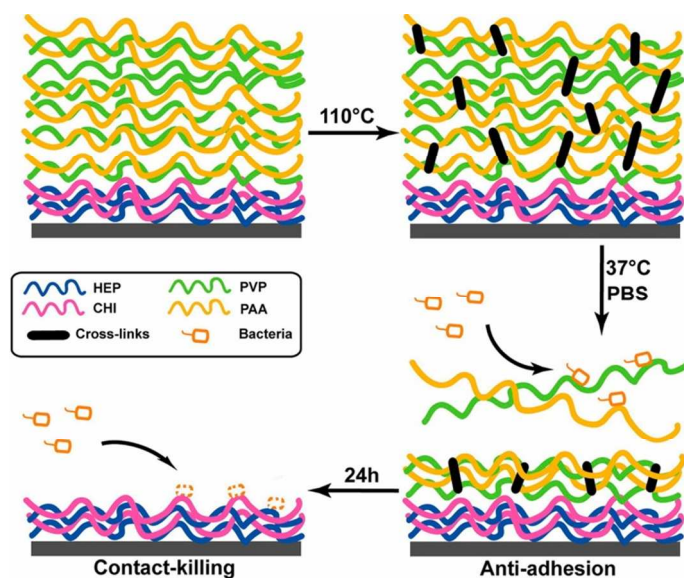 110°C
37°C
PBS
HEP
PVP
CHI
PAA
Cross-links
Bacteria
24h
Contact-killing
Anti-adhesion